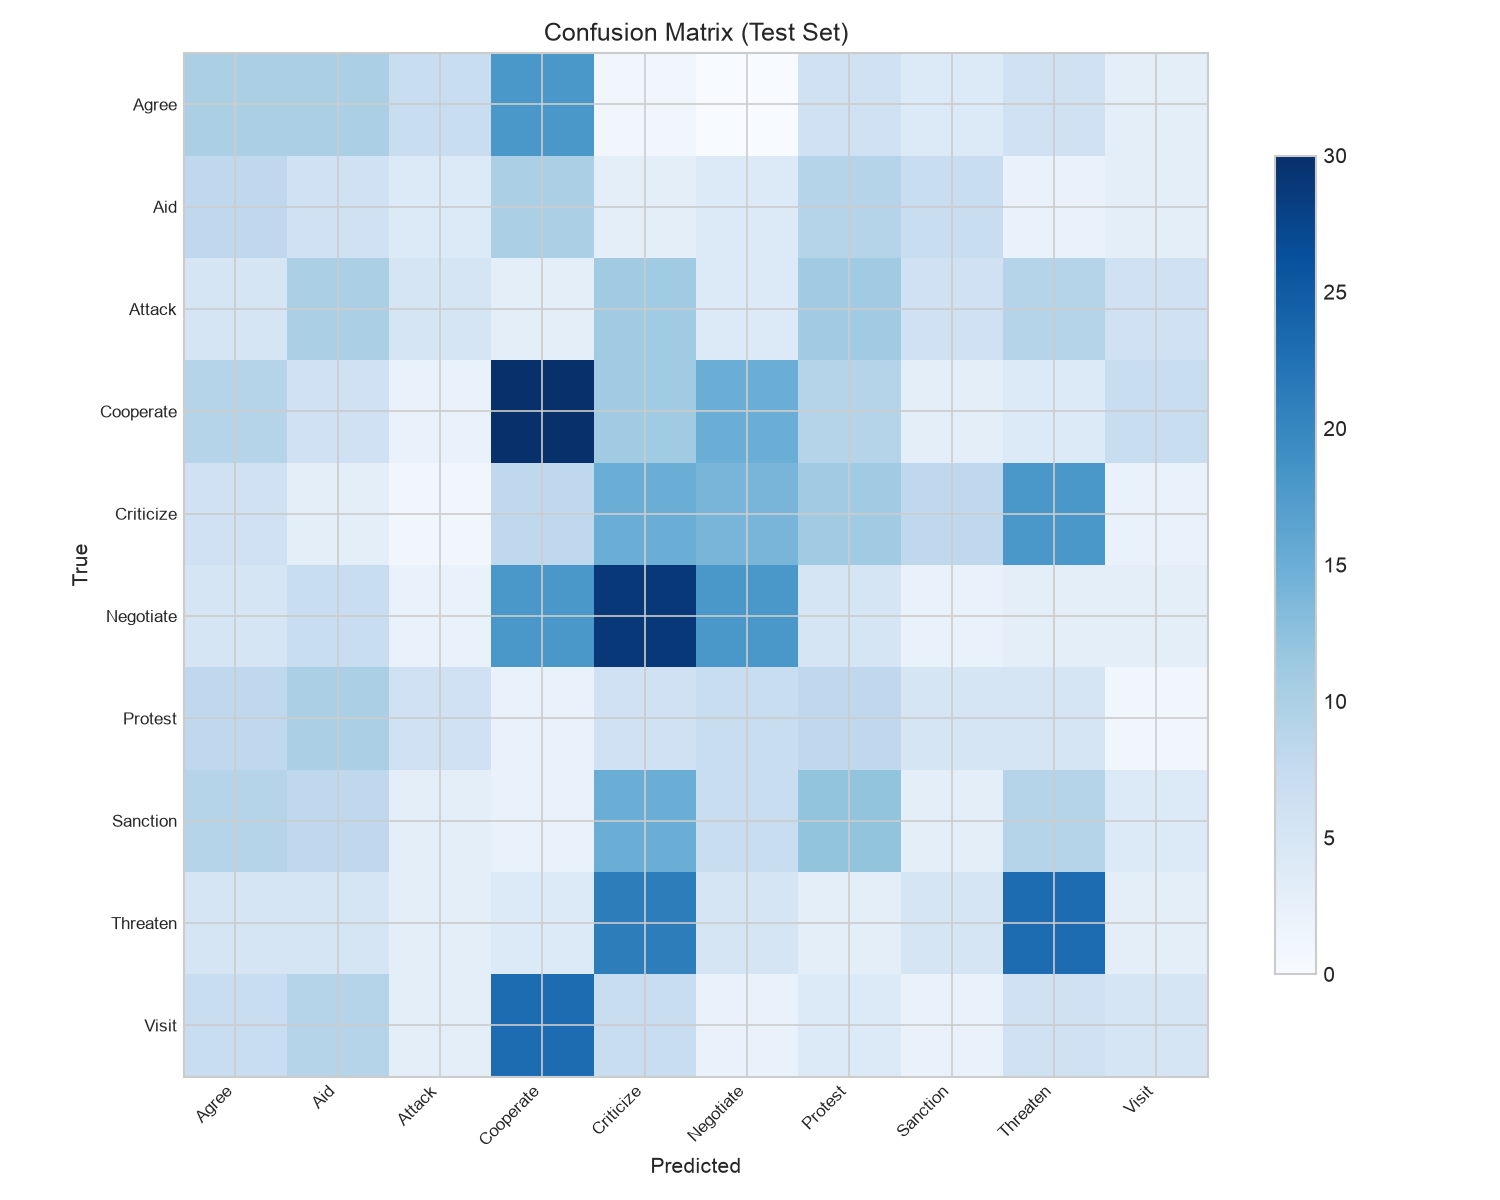 Confusion Matrix (Test Set)
True
Agree
Aid
Attack
Cooperate
Criticize
Negotiate
Protest
Sanction
Threaten
Visit
Agree
Aid
Attack
Cooperate
Criticize
Negotiate
Protest
Sanction
Threaten
Visit
Predicted
30
25
20
15
10
5
0